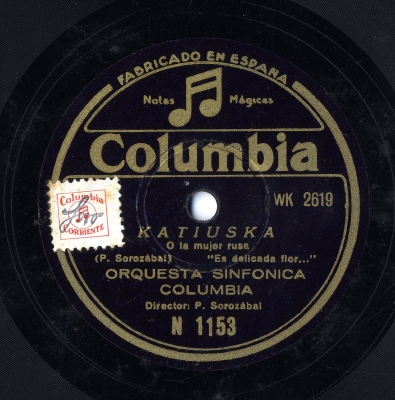 FABRICADO EN ESPAÑA
Notas Mágicas
Columbia
WK 2619
KATIUSKA
O la mujer rusa
(P. Sorozábal) "Es delicada flor..."
ORQUESTA SINFONICA
COLUMBIA
Director: P. Sorozábal
N 1153
Columbia
CORRIENTE